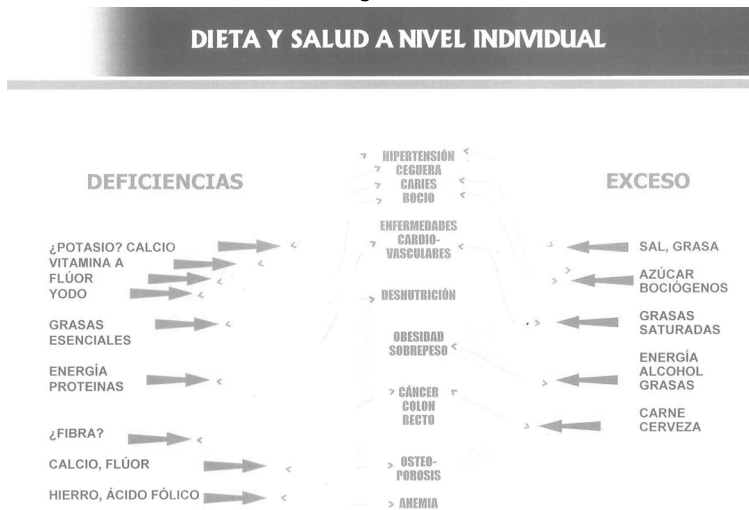 DIETA Y SALUD A NIVEL INDIVIDUAL
DEFICIENCIAS
¿POTASIO? CALCIO
VITAMINA A
FLÚOR
YODO
GRASAS
ESENCIALES
ENERGÍA
PROTEINAS
¿FIBRA?
CALCIO, FLÚOR
HIERRO, ÁCIDO FÓLICO
HIPERTENSIÓN
CEGUERA
CARIES
BOCIO
ENFERMEDADES
CARDIO-
VASCULARES
DESNUTRICIÓN
OBESIDAD
SOBREPESO
CÁNCER
COLON
RECTO
OSTEO-
POROSIS
ANEMIA
EXCESO
SAL, GRASA
AZÚCAR
BOCIÓGENOS
GRASAS
SATURADAS
ENERGÍA
ALCOHOL
GRASAS
CARNE
CERVEZA